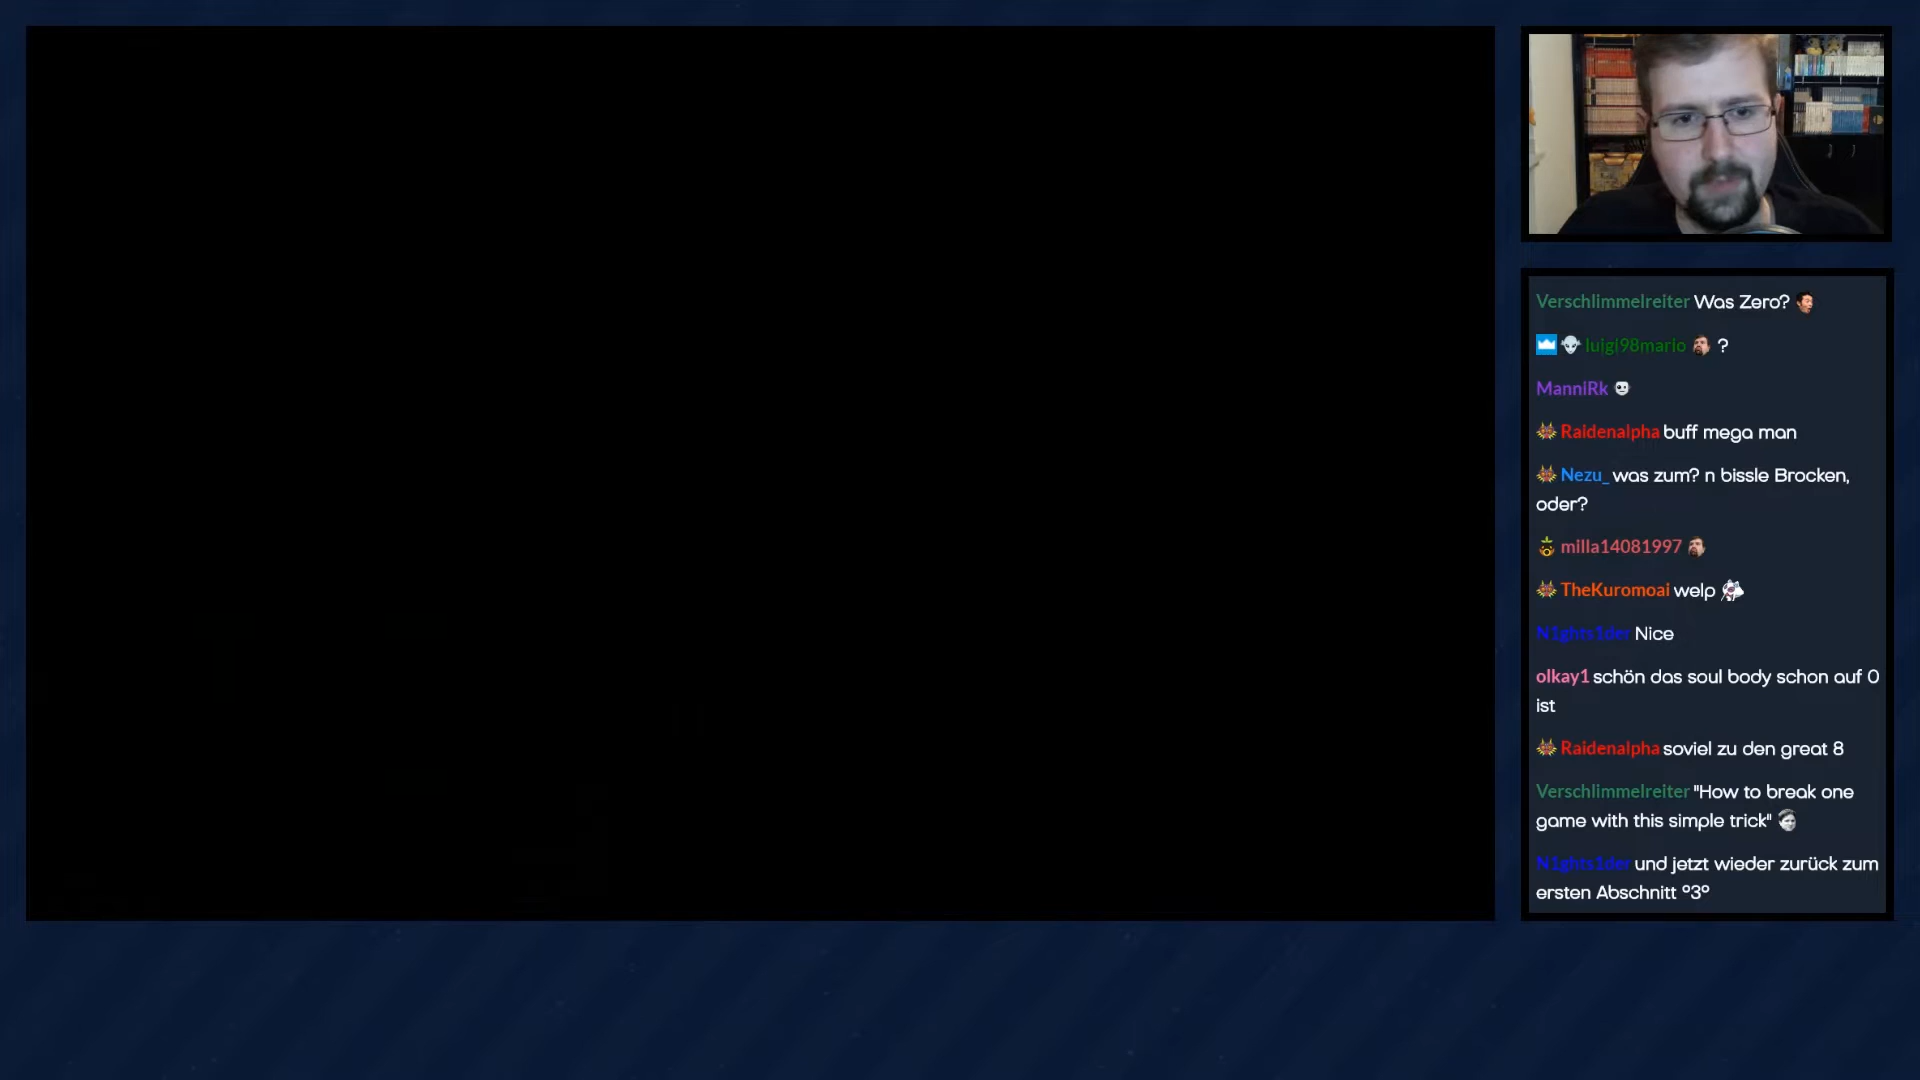 Verschlimmelreiter Was Zero?
luigi98mario ?
ManniRk
Raidenalpha buff mega man
Nezu_ was zum? n bissle Brocken,
oder?
milla14081997
TheKuromoai welp
N1ghts1der Nice
olkay1 schön das soul body schon auf 0
ist
Raidenalpha soviel zu den great 8
Verschlimmelreiter "How to break one
game with this simple trick"
N1ghts1der und jetzt wieder zurück zum
ersten Abschnitt °3°